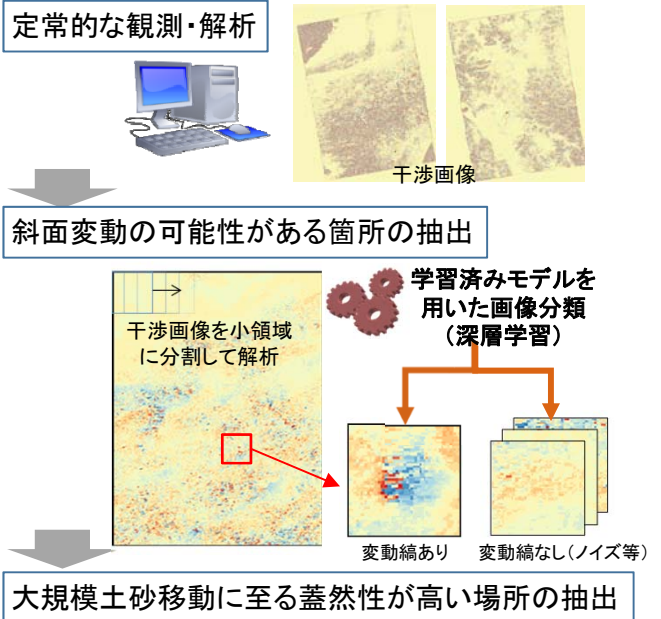 定常的な観測・解析
干渉画像
斜面変動の可能性がある箇所の抽出
干渉画像を小領域
に分割して解析
学習済みモデルを
用いた画像分類
（深層学習）
変動縞あり
変動縞なし（ノイズ等）
大規模土砂移動に至る蓋然性が高い場所の抽出